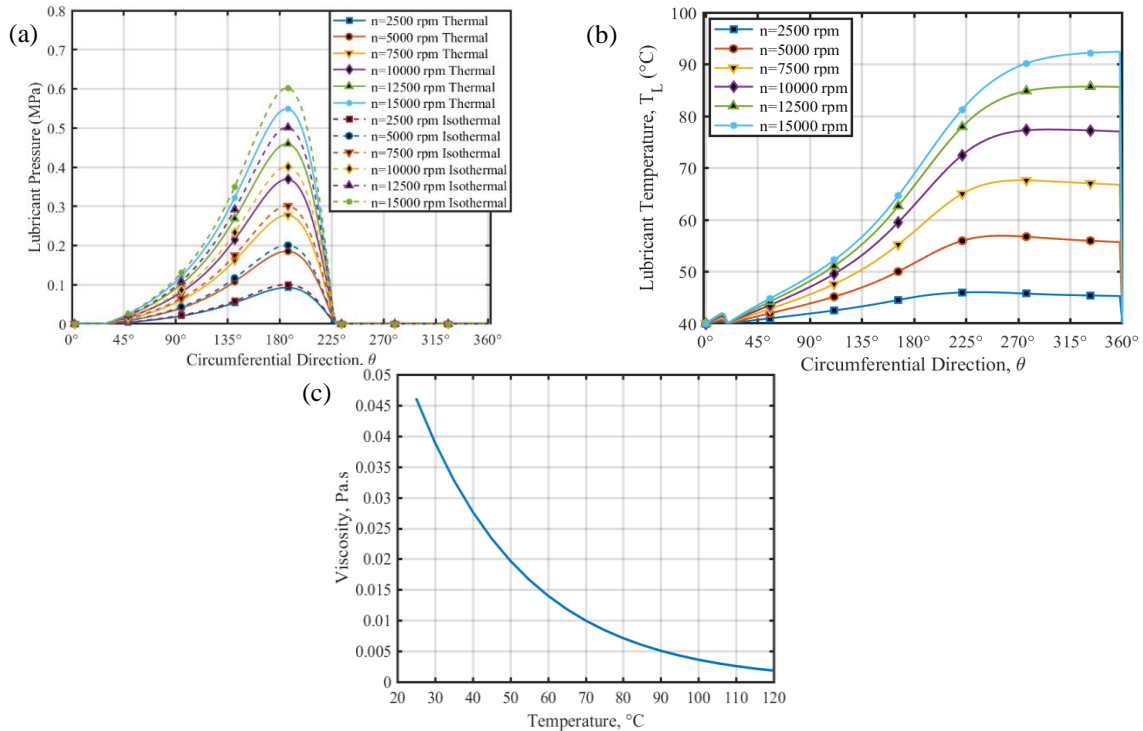 (a)
0.8
0.7
0.6
0.5
0.4
0.3
0.2
0.1
0
Lubricant Pressure (MPa)
n=2500 rpm Thermal
n=5000 rpm Thermal
n=7500 rpm Thermal
n=10000 rpm Thermal
n=12500 rpm Thermal
n=15000 rpm Thermal
n=2500 rpm Isothermal
n=5000 rpm Isothermal
n=7500 rpm Isothermal
n=10000 rpm Isothermal
n=12500 rpm Isothermal
n=15000 rpm Isothermal
0° 45° 90° 135° 180° 225° 270° 315° 360°
Circumferential Direction, θ
(b)
100
90
80
70
60
50
40
Lubricant Temperature, T_L (°C)
n=2500 rpm
n=5000 rpm
n=7500 rpm
n=10000 rpm
n=12500 rpm
n=15000 rpm
0° 45° 90° 135° 180° 225° 270° 315° 360°
Circumferential Direction, θ
(c)
0.05
0.045
0.04
0.035
0.03
0.025
0.02
0.015
0.01
0.005
0
Viscosity, Pa.s
20 30 40 50 60 70 80 90 100 110 120
Temperature, °C